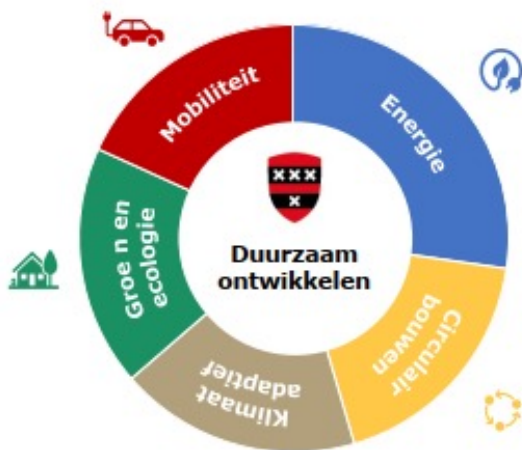 Mobiliteit
Energie
Groe n en
ecologie
Duurzaam
ontwikkelen
Circulair
bouwen
Klimaat
adaptief